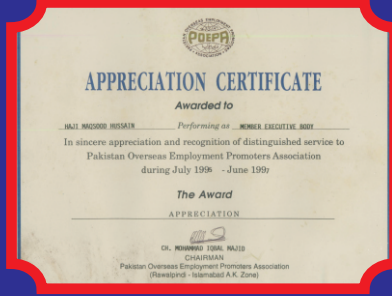 POEPA
APPRECIATION CERTIFICATE
Awarded to
HAJI MAQSOOD HUSSAIN Performing as MEMBER EXECUTIVE BODY
In sincere appreciation and recognition of distinguished service to
Pakistan Overseas Employment Promoters Association
during July 1996 - June 1997
The Award
APPRECIATION
CH. MOHAMMAD IQBAL MAJID
CHAIRMAN
Pakistan Overseas Employment Promoters Association
(Rawalpindi - Islamabad A.K. Zone)